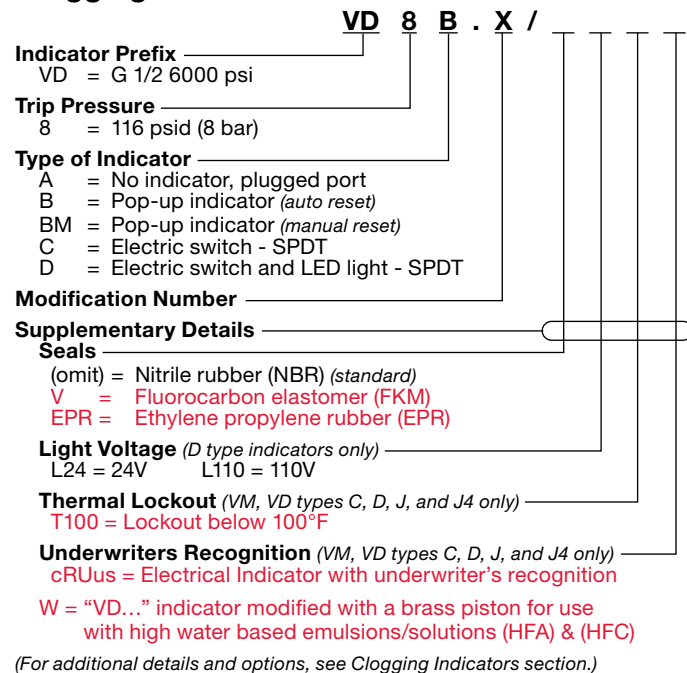 VD 8 B . X /
Indicator Prefix
VD = G 1/2 6000 psi
Trip Pressure
8 = 116 psid (8 bar)
Type of Indicator
A = No indicator, plugged port
B = Pop-up indicator (auto reset)
BM = Pop-up indicator (manual reset)
C = Electric switch - SPDT
D = Electric switch and LED light - SPDT
Modification Number
Supplementary Details
Seals
(omit) = Nitrile rubber (NBR) (standard)
V = Fluorocarbon elastomer (FKM)
EPR = Ethylene propylene rubber (EPR)
Light Voltage (D type indicators only)
L24 = 24V L110 = 110V
Thermal Lockout (VM, VD types C, D, J, and J4 only)
T100 = Lockout below 100°F
Underwriters Recognition (VM, VD types C, D, J, and J4 only)
cRUus = Electrical Indicator with underwriter's recognition
W = “VD…” indicator modified with a brass piston for use
with high water based emulsions/solutions (HFA) & (HFC)
(For additional details and options, see Clogging Indicators section.)